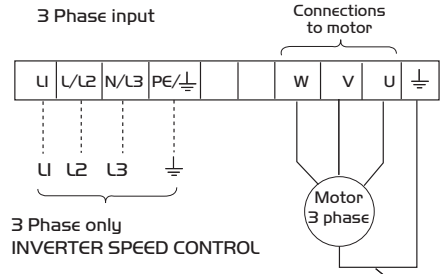 3 Phase input
Connections
to motor
L1 L/L2 N/L3 PE/⏚ W V U ⏚
L1 L2 L3 ⏚
Motor
3 phase
3 Phase only
INVERTER SPEED CONTROL